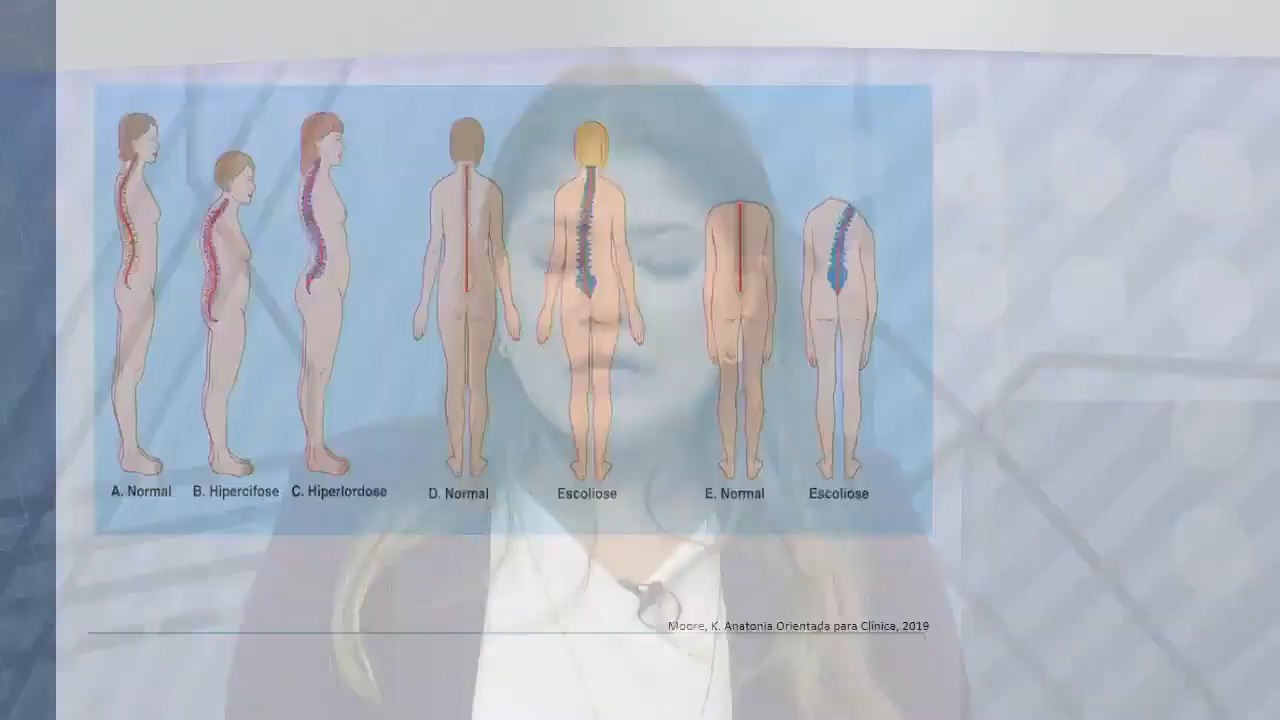 A. Normal B. Hipercifose C. Hiperlordose D. Normal Escoliose E. Normal Escoliose
Moore, K. Anatomia Orientada para Clínica, 2019